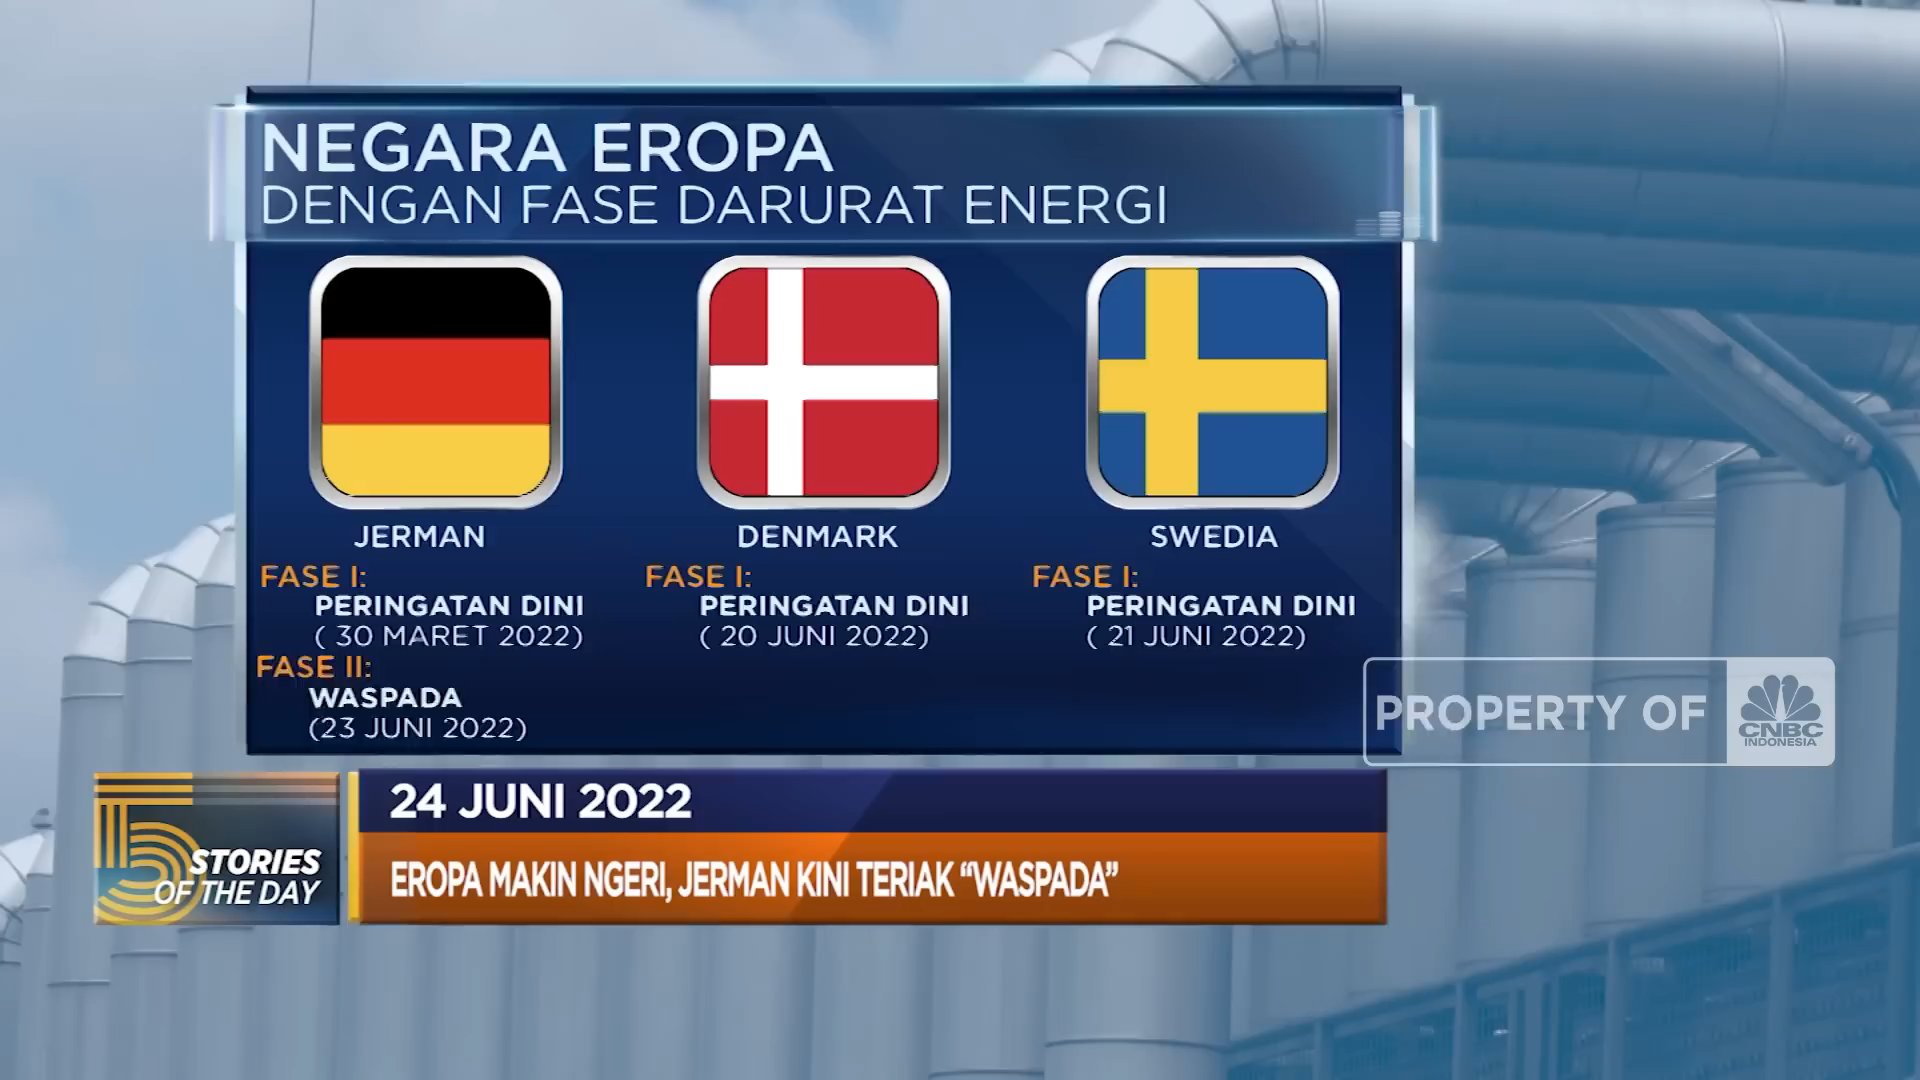 NEGARA EROPA
DENGAN FASE DARURAT ENERGI
JERMAN
FASE I:
PERINGATAN DINI
( 30 MARET 2022)
FASE II:
WASPADA
(23 JUNI 2022)
DENMARK
FASE I:
PERINGATAN DINI
( 20 JUNI 2022)
SWEDIA
FASE I:
PERINGATAN DINI
( 21 JUNI 2022)
PROPERTY OF
CNBC
INDONESIA
5
STORIES
OF THE DAY
24 JUNI 2022
EROPA MAKIN NGERI, JERMAN KINI TERIAK “WASPADA”